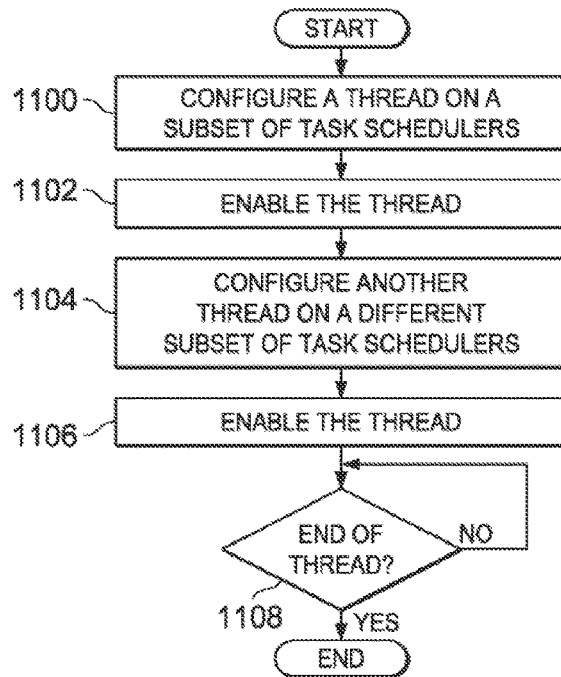 START
1100
CONFIGURE A THREAD ON A
SUBSET OF TASK SCHEDULERS
1102
ENABLE THE THREAD
1104
CONFIGURE ANOTHER
THREAD ON A DIFFERENT
SUBSET OF TASK SCHEDULERS
1106
ENABLE THE THREAD
END OF
THREAD?
NO
1108
YES
END